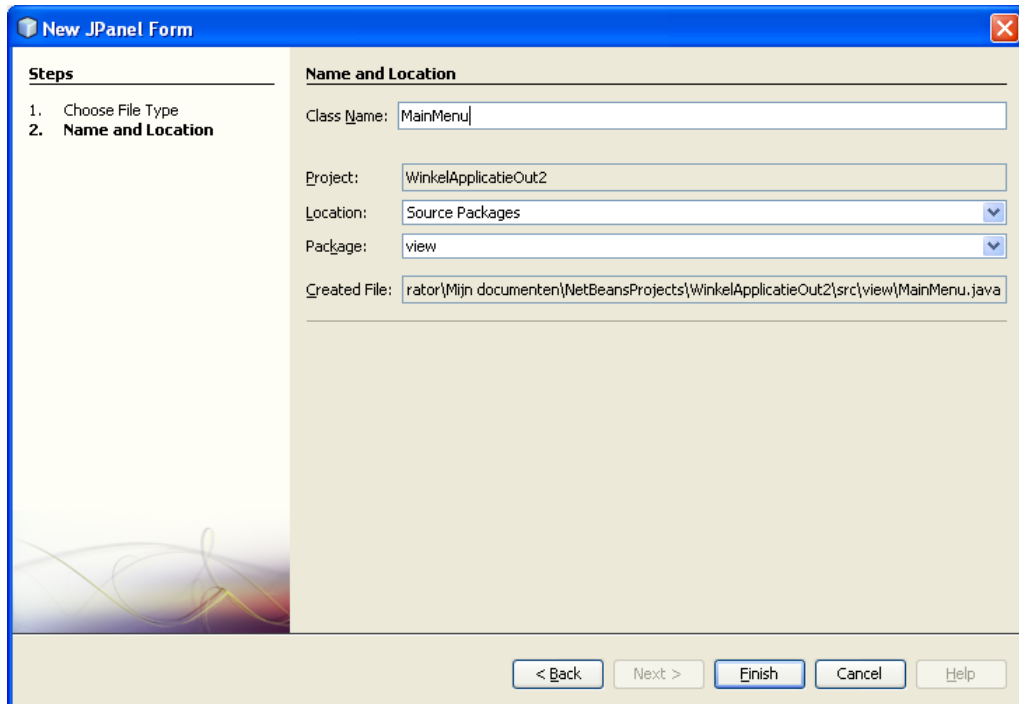 New JPanel Form
Steps
1. Choose File Type
2. Name and Location
Name and Location
Class Name: MainMenu
Project: WinkelApplicatieOut2
Location: Source Packages
Package: view
Created File: rator\Mijn documenten\NetBeansProjects\WinkelApplicatieOut2\src\view\MainMenu.java
< Back Next > Finish Cancel Help